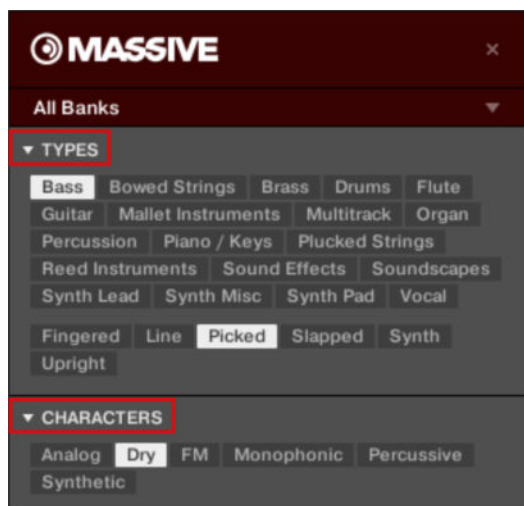 MASSIVE
All Banks
TYPES
Bass Bowed Strings Brass Drums Flute
Guitar Mallet Instruments Multitrack Organ
Percussion Piano / Keys Plucked Strings
Reed Instruments Sound Effects Soundscapes
Synth Lead Synth Misc Synth Pad Vocal
Fingered Line Picked Slapped Synth
Upright
CHARACTERS
Analog Dry FM Monophonic Percussive
Synthetic